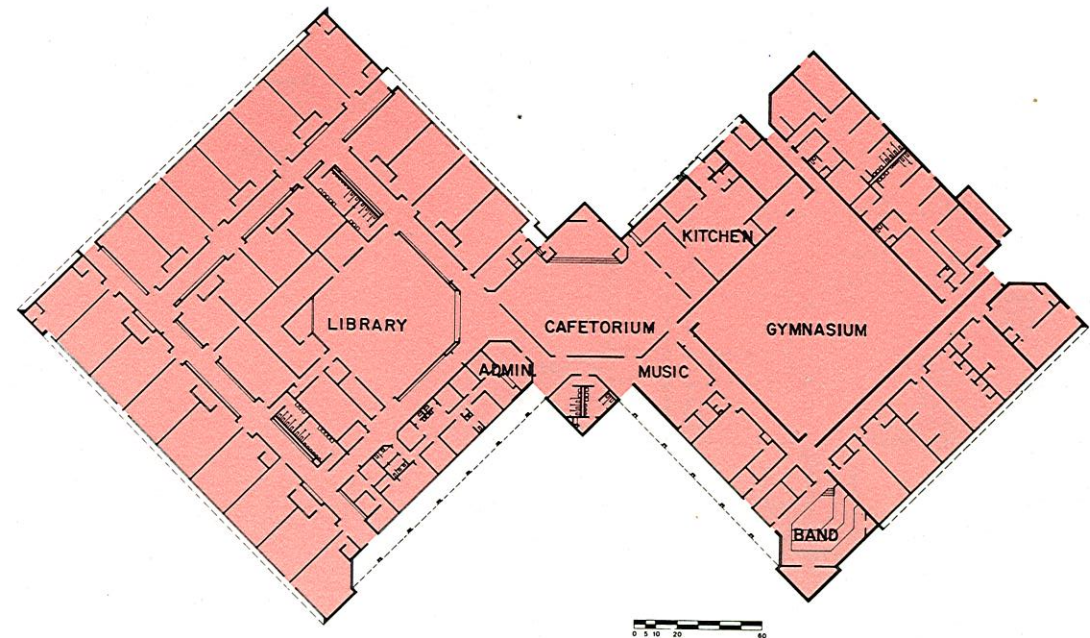 KITCHEN
LIBRARY
CAFETORIUM
GYMNASIUM
ADMIN.
MUSIC
BAND
0 5 10 20 60